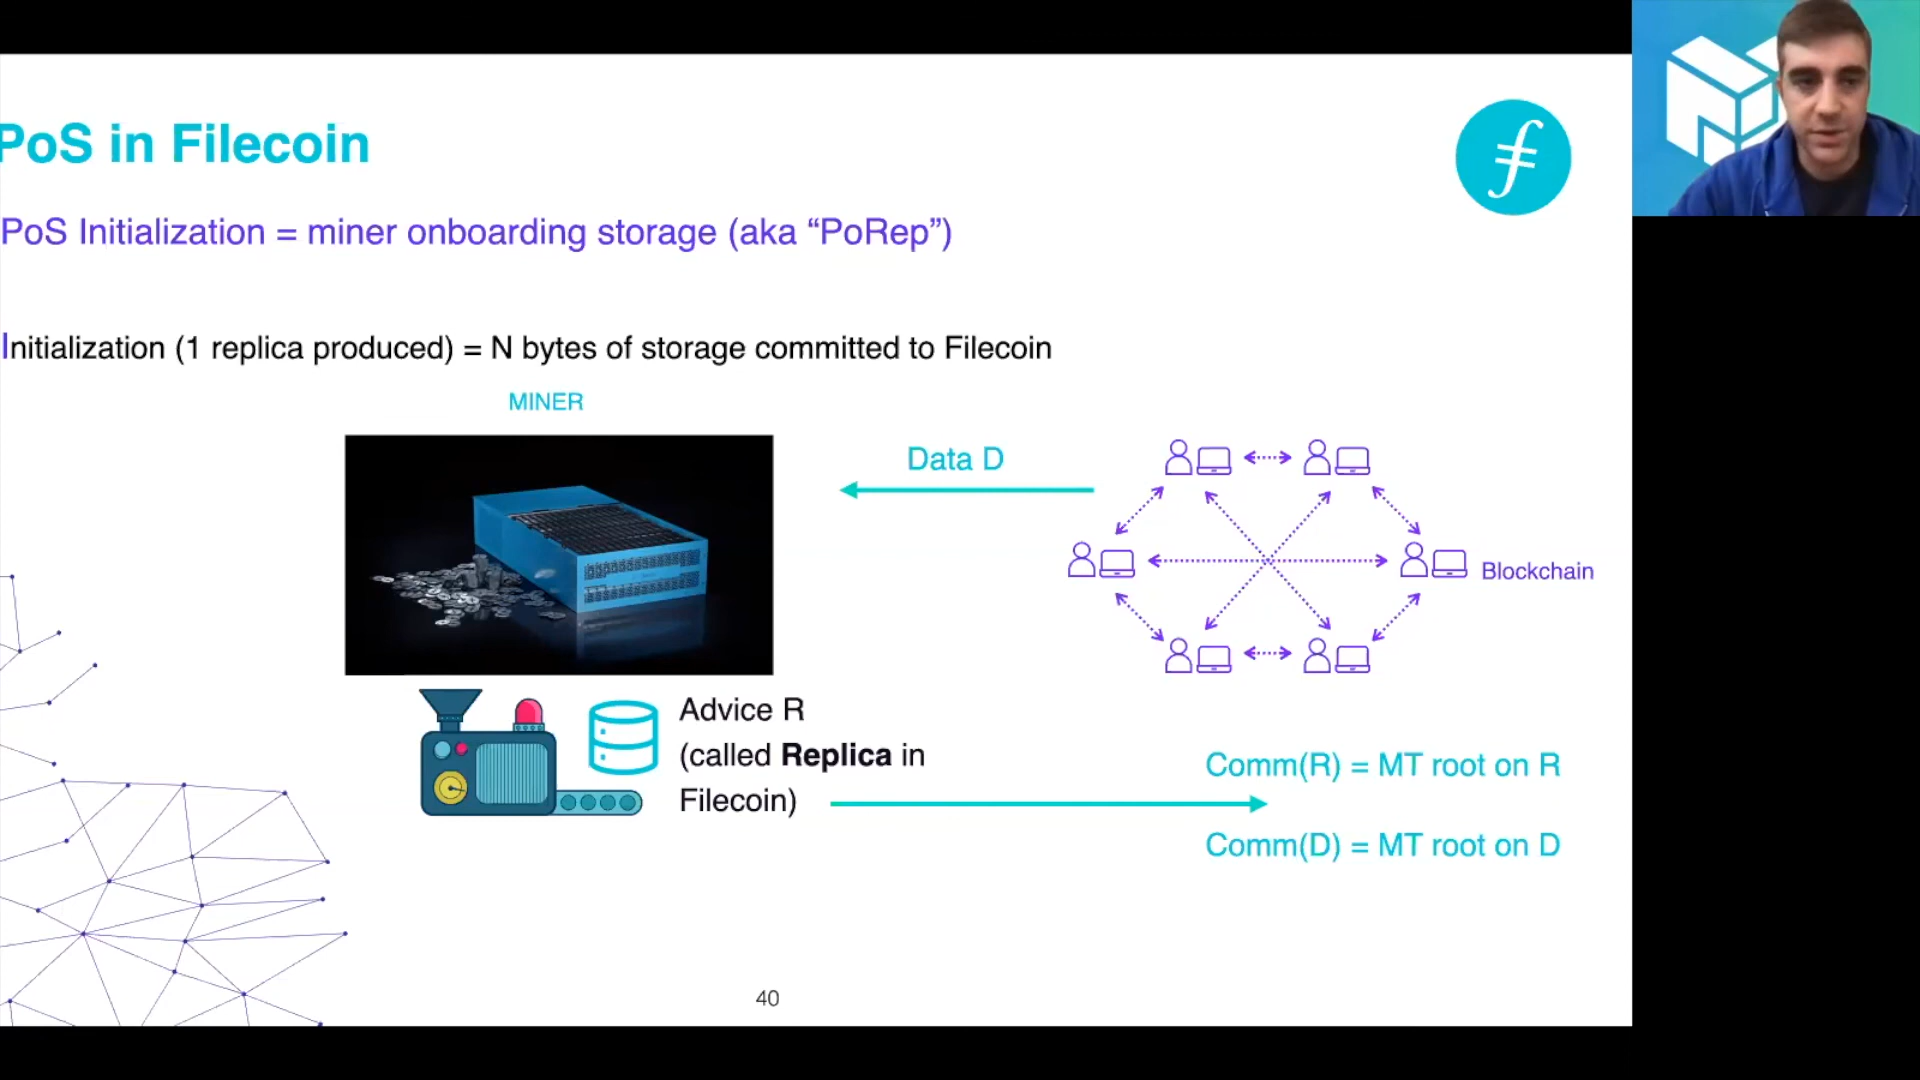 PoS in Filecoin
PoS Initialization = miner onboarding storage (aka “PoRep”)
Initialization (1 replica produced) = N bytes of storage committed to Filecoin
MINER
Data D
Blockchain
Advice R
(called Replica in
Filecoin)
Comm(R) = MT root on R
Comm(D) = MT root on D
40